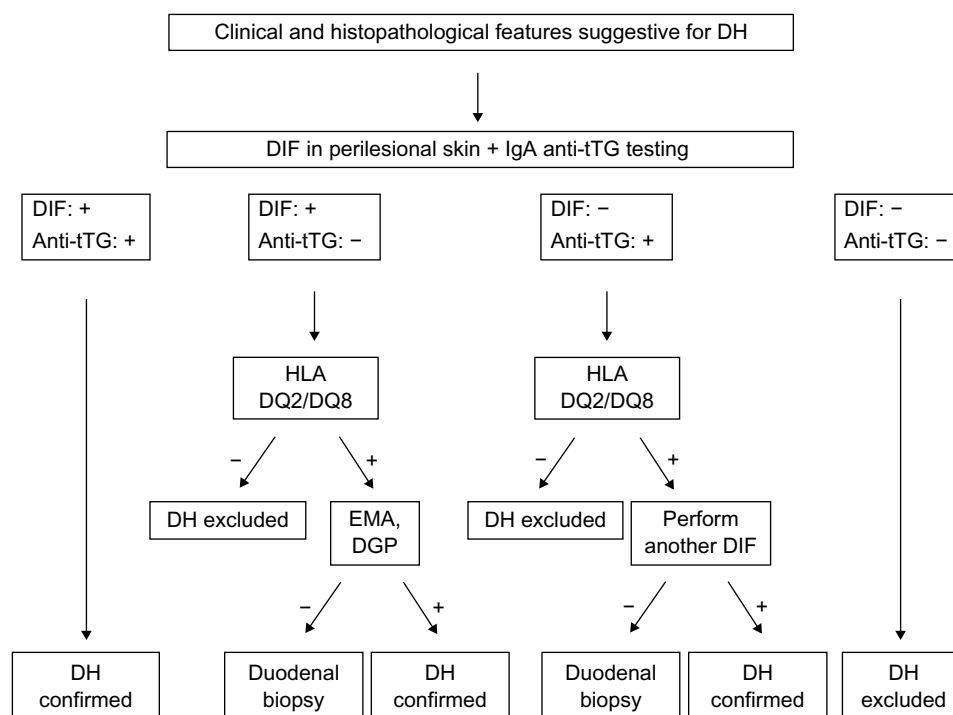 Clinical and histopathological features suggestive for DH
DIF in perilesional skin + IgA anti-tTG testing
DIF: +
Anti-tTG: +
DIF: +
Anti-tTG: −
DIF: −
Anti-tTG: +
DIF: −
Anti-tTG: −
HLA
DQ2/DQ8
HLA
DQ2/DQ8
−
+
−
+
DH excluded
EMA,
DGP
DH excluded
Perform
another DIF
−
+
−
+
DH
confirmed
Duodenal
biopsy
DH
confirmed
Duodenal
biopsy
DH
confirmed
DH
excluded